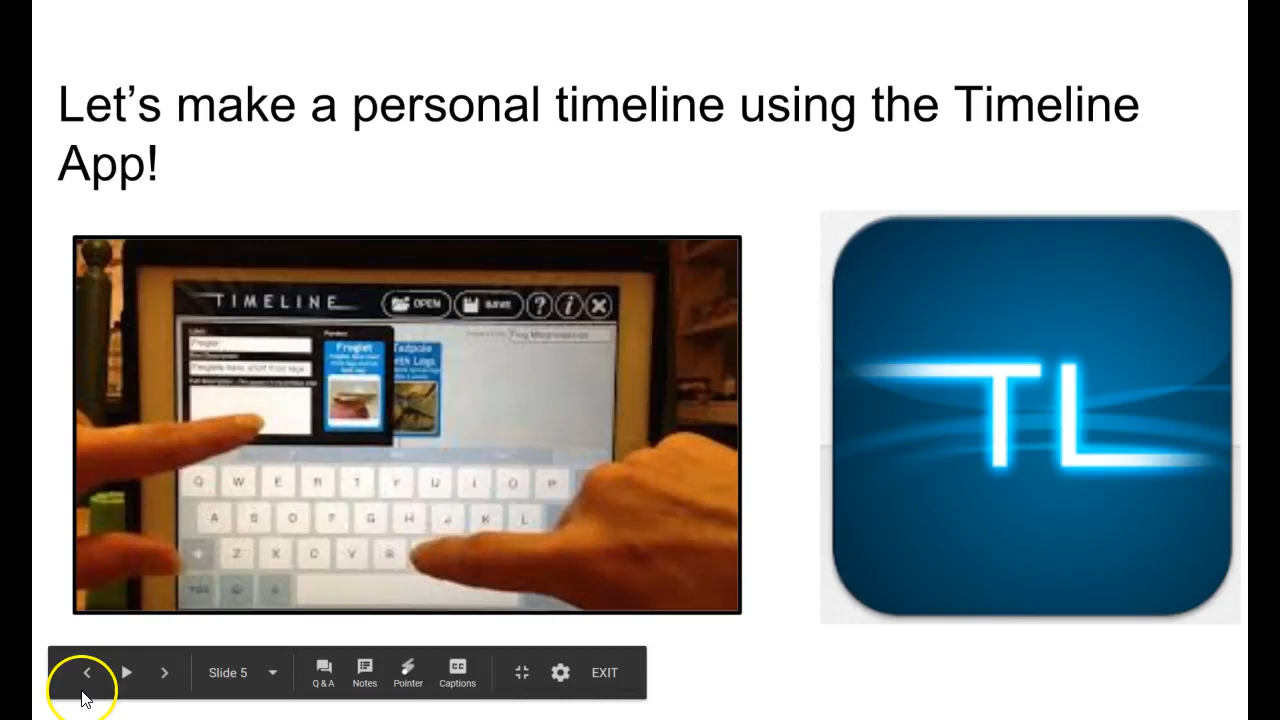 Let's make a personal timeline using the Timeline
App!
TIMELINE
OPEN
SAVE
?
i
Froglet
Froglet
Tadpole
with Legs
Q W E R T Y U I O P
A S D F G H J K L
Z X C V B
TL
Slide 5
Q & A
Notes
Pointer
Captions
EXIT